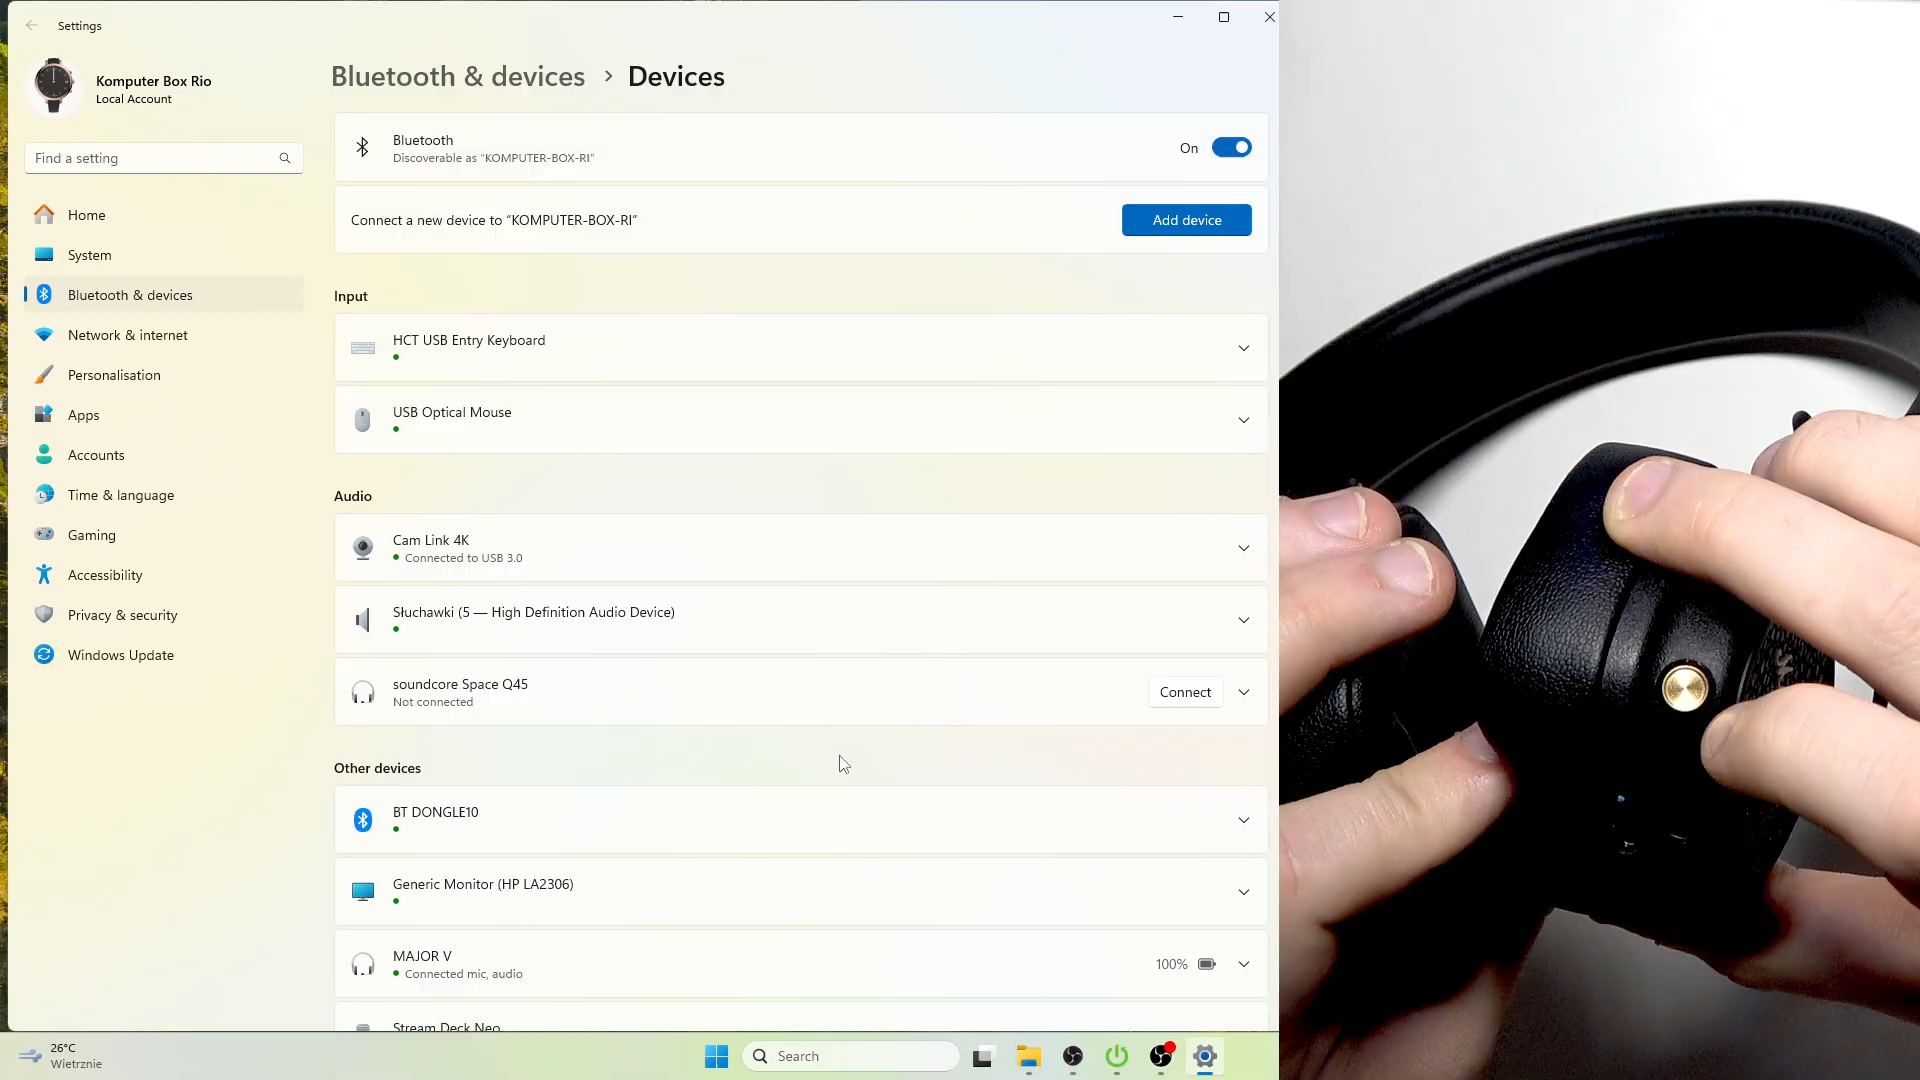 Settings
Komputer Box Rio
Local Account
Find a setting
Home
System
Bluetooth & devices
Network & internet
Personalisation
Apps
Accounts
Time & language
Gaming
Accessibility
Privacy & security
Windows Update
Bluetooth & devices > Devices
Bluetooth
Discoverable as “KOMPUTER-BOX-RI”
On
Connect a new device to “KOMPUTER-BOX-RI”
Add device
Input
HCT USB Entry Keyboard
USB Optical Mouse
Audio
Cam Link 4K
Connected to USB 3.0
Słuchawki (5 — High Definition Audio Device)
soundcore Space Q45
Not connected
Connect
Other devices
BT DONGLE10
Generic Monitor (HP LA2306)
MAJOR V
Connected mic, audio
100%
Stream Deck Neo
26°C
Wietrznie
Search